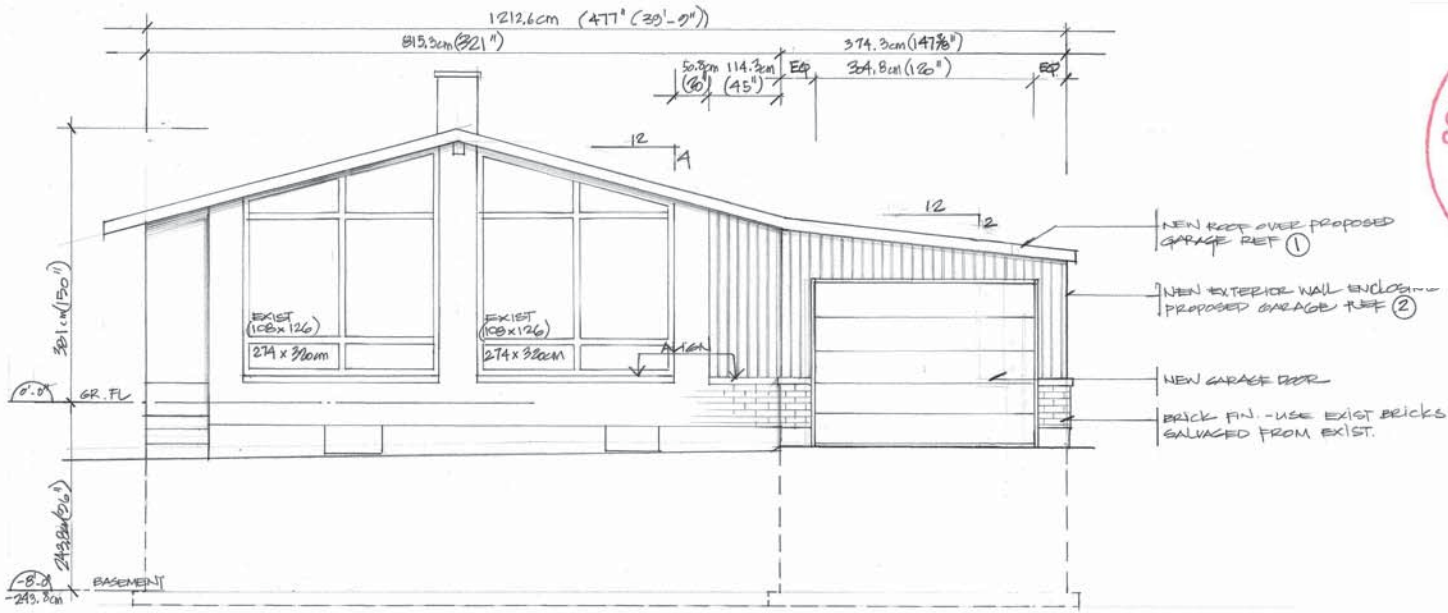 1212.6cm (477" (39'-9"))
815.3cm (321")
374.3cm (147⅜")
50.8cm 114.3cm EQ 304.8cm (120") EQ
(20") (45")
12
4
12
2
NEW ROOF OVER PROPOSED
GARAGE REF ①
NEW EXTERIOR WALL ENCLOSING
PROPOSED GARAGE REF ②
381cm (150")
EXIST
(108x126)
274 x 320cm
EXIST
(108x126)
274 x 320cm
ALIGN
NEW GARAGE DOOR
0'-0" GR. FL
BRICK FIN. - USE EXIST BRICKS
SALVAGED FROM EXIST.
243.8cm (96")
-8'-0" BASEMENT
-243.8cm